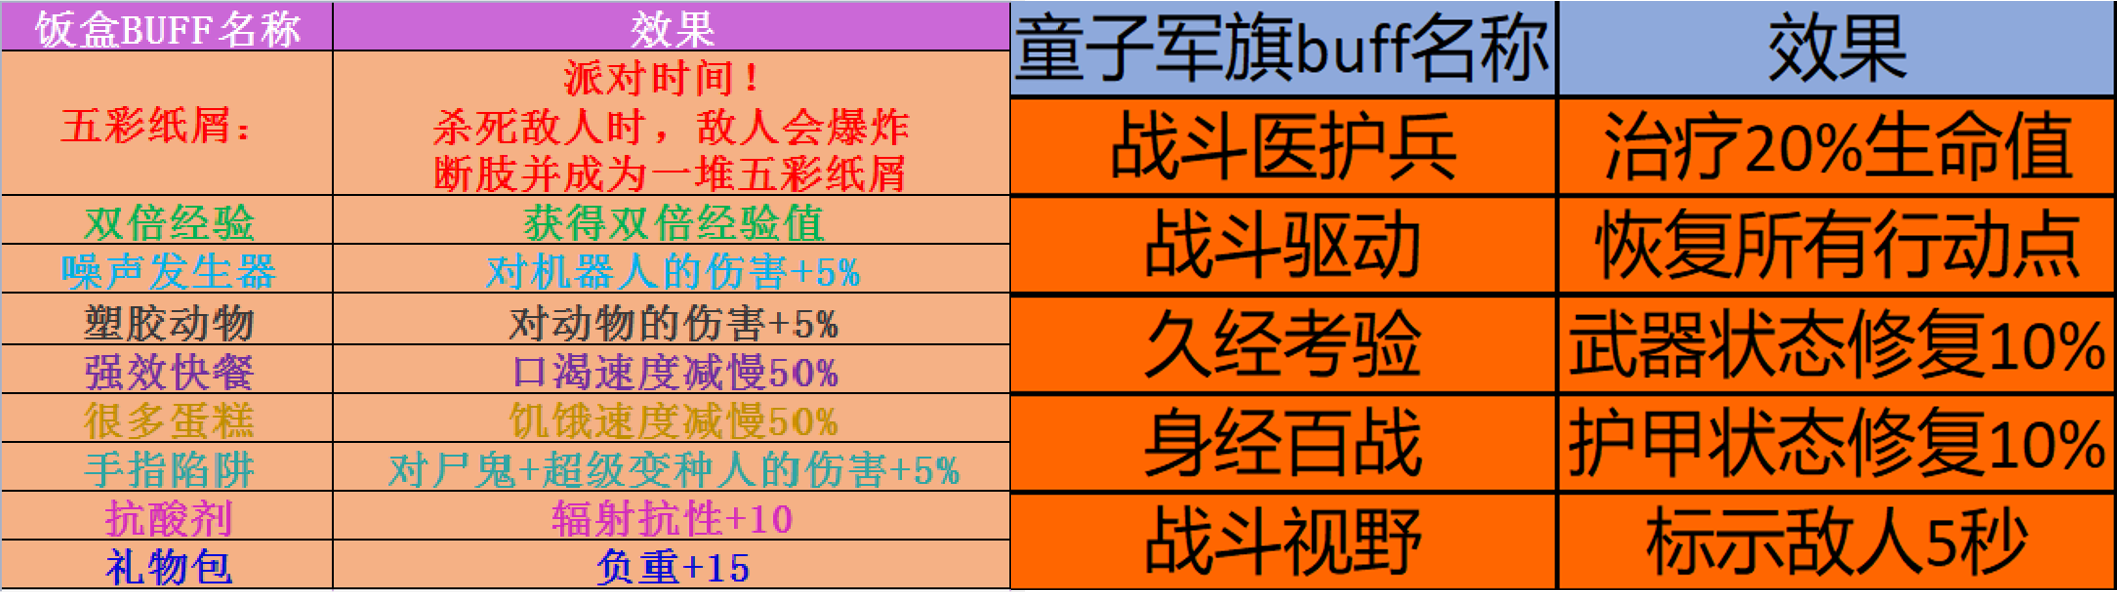 饭盒BUFF名称
效果
五彩纸屑：
派对时间！
杀死敌人时，敌人会爆炸
断肢并成为一堆五彩纸屑
双倍经验
获得双倍经验值
噪声发生器
对机器人的伤害+5%
塑胶动物
对动物的伤害+5%
强效快餐
口渴速度减慢50%
很多蛋糕
饥饿速度减慢50%
手指陷阱
对尸鬼+超级变种人的伤害+5%
抗酸剂
辐射抗性+10
礼物包
负重+15
童子军旗buff名称
效果
战斗医护兵
治疗20%生命值
战斗驱动
恢复所有行动点
久经考验
武器状态修复10%
身经百战
护甲状态修复10%
战斗视野
标示敌人5秒